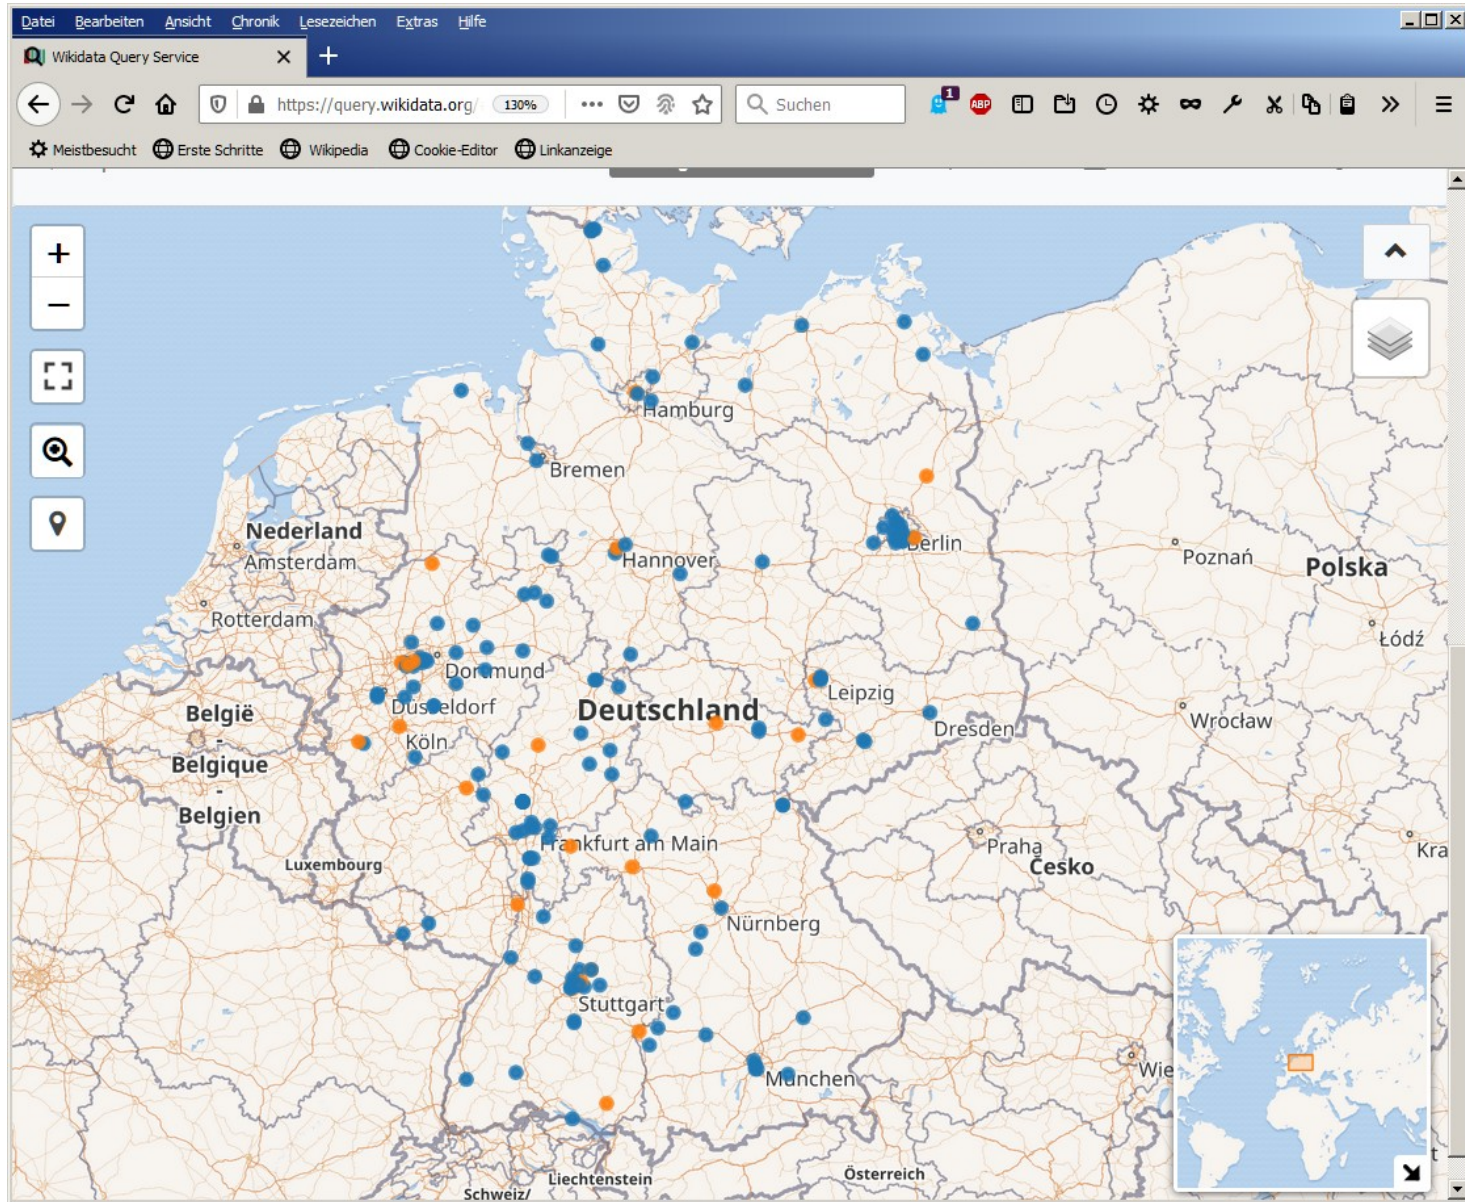 Datei Bearbeiten Ansicht Chronik Lesezeichen Extras Hilfe
Wikidata Query Service
https://query.wikidata.org/ 130% Suchen 1 ABP
Meistbesucht Erste Schritte Wikipedia Cookie-Editor Linkanzeige
Hamburg
Bremen
Nederland
Amsterdam
Hannover
Berlin
Poznań
Polska
Rotterdam
Łódź
Dortmund
Düsseldorf
Leipzig
België
-
Belgique
-
Belgien
Deutschland
Dresden
Wrocław
Köln
Frankfurt am Main
Praha
Česko
Kra
Luxembourg
Nürnberg
Stuttgart
München
Wie
Österreich
Liechtenstein
Schweiz/
t